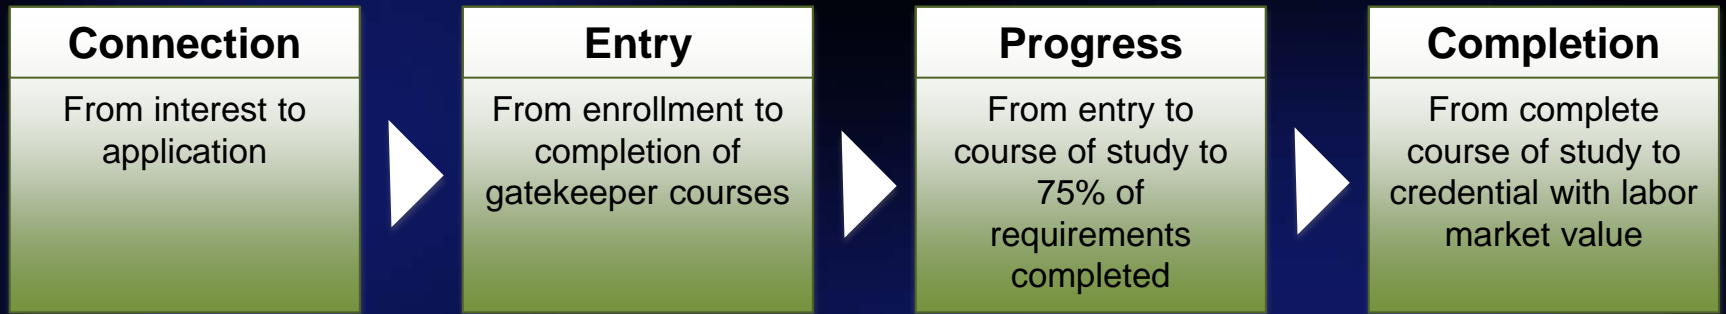 Connection
From interest to
application
Entry
From enrollment to
completion of
gatekeeper courses
Progress
From entry to
course of study to
75% of
requirements
completed
Completion
From complete
course of study to
credential with labor
market value